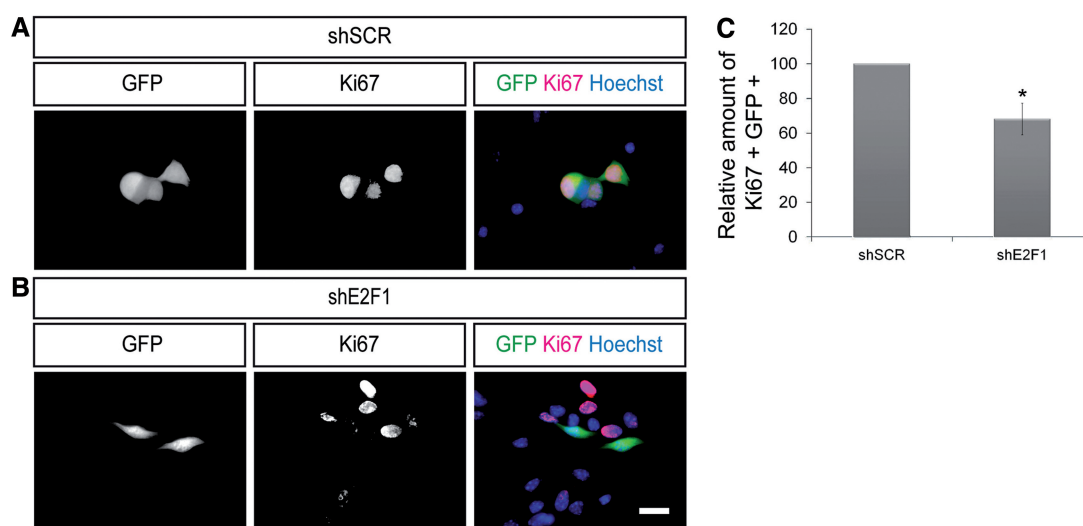 A
shSCR
GFP
Ki67
GFP Ki67 Hoechst
B
shE2F1
GFP
Ki67
GFP Ki67 Hoechst
C
Relative amount of
Ki67 + GFP +
120
100
80
60
40
20
0
*
shSCR
shE2F1